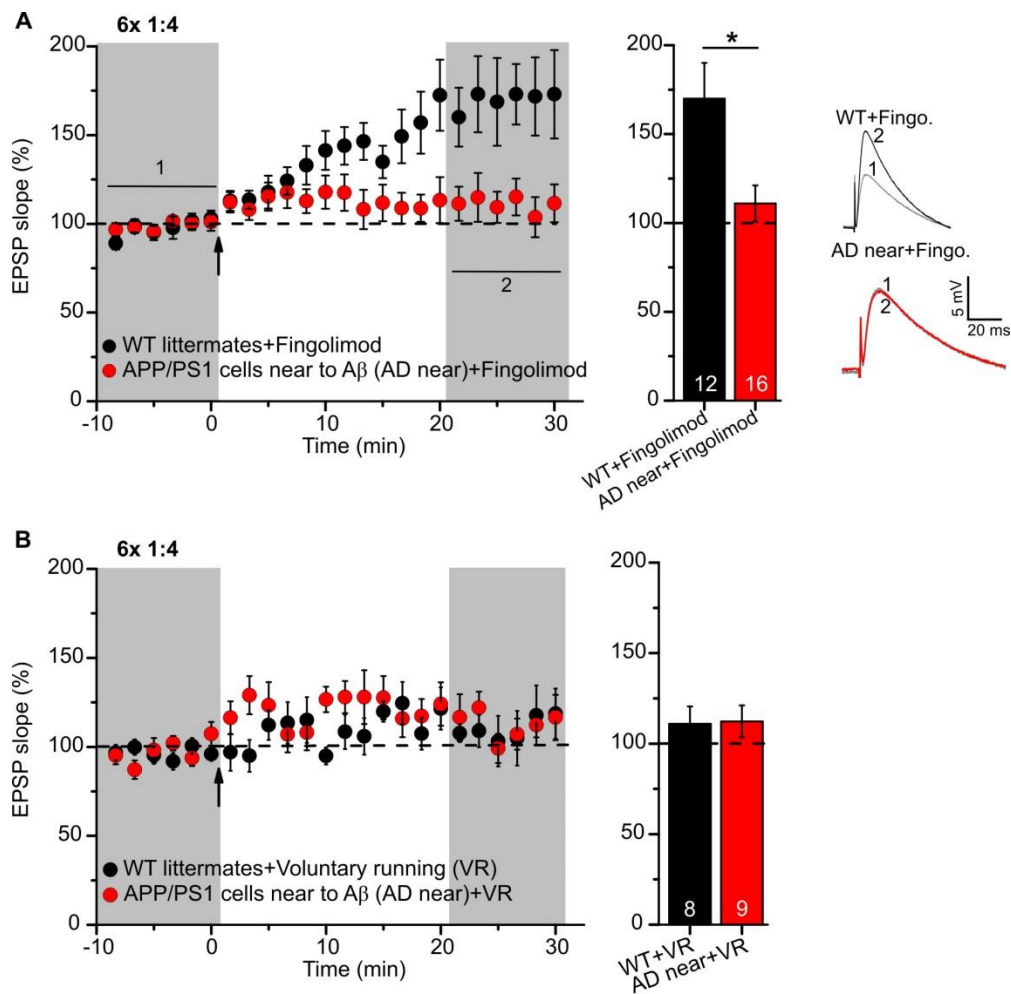 A
6x 1:4
200
150
100
50
0
EPSP slope (%)
1
2
WT littermates+Fingolimod
APP/PS1 cells near to Aβ (AD near)+Fingolimod
-10
0
10
20
30
Time (min)
200
150
100
50
0
*
12
16
WT+Fingolimod
AD near+Fingolimod
WT+Fingo.
2
1
AD near+Fingo.
1
2
5 mV
20 ms
B
6x 1:4
200
150
100
50
0
EPSP slope (%)
WT littermates+Voluntary running (VR)
APP/PS1 cells near to Aβ (AD near)+VR
-10
0
10
20
30
Time (min)
200
150
100
50
0
8
9
WT+VR
AD near+VR